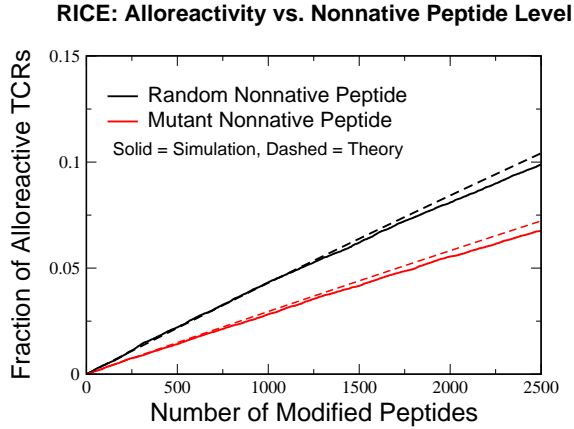 RICE: Alloreactivity vs. Nonnative Peptide Level
0.15
Random Nonnative Peptide
Mutant Nonnative Peptide
Solid = Simulation, Dashed = Theory
0.1
Fraction of Alloreactive TCRs
0.05
0
0 500 1000 1500 2000 2500
Number of Modified Peptides